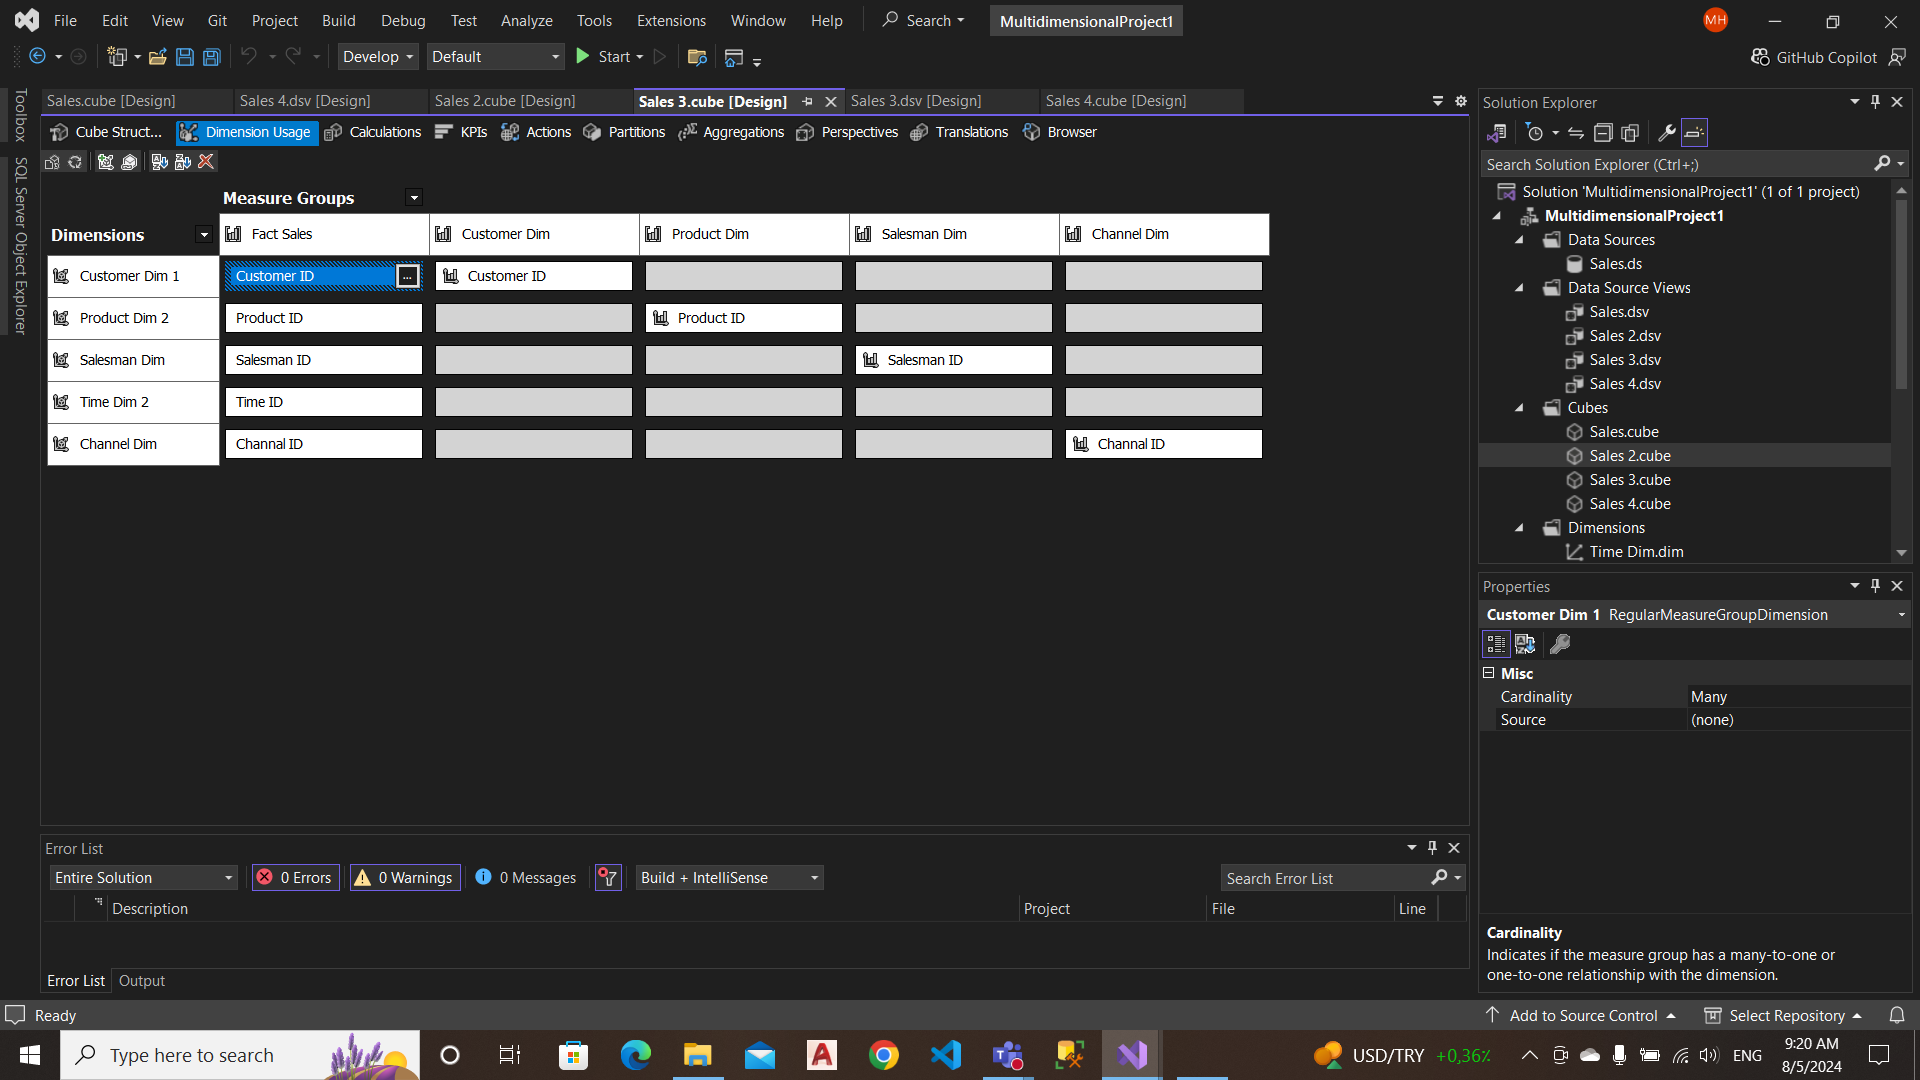 File Edit View Git Project Build Debug Test Analyze Tools Extensions Window Help Search MultidimensionalProject1 MH
Develop Default Start GitHub Copilot
Toolbox
SQL Server Object Explorer
Sales.cube [Design] Sales 4.dsv [Design] Sales 2.cube [Design] Sales 3.cube [Design] Sales 3.dsv [Design] Sales 4.cube [Design]
Cube Struct... Dimension Usage Calculations KPIs Actions Partitions Aggregations Perspectives Translations Browser
Measure Groups
Dimensions Fact Sales Customer Dim Product Dim Salesman Dim Channel Dim
Customer Dim 1 Customer ID ... Customer ID
Product Dim 2 Product ID Product ID
Salesman Dim Salesman ID Salesman ID
Time Dim 2 Time ID
Channel Dim Channal ID Channal ID
Solution Explorer
Search Solution Explorer (Ctrl+;)
Solution 'MultidimensionalProject1' (1 of 1 project)
MultidimensionalProject1
Data Sources
Sales.ds
Data Source Views
Sales.dsv
Sales 2.dsv
Sales 3.dsv
Sales 4.dsv
Cubes
Sales.cube
Sales 2.cube
Sales 3.cube
Sales 4.cube
Dimensions
Time Dim.dim
Properties
Customer Dim 1 RegularMeasureGroupDimension
Misc
Cardinality Many
Source (none)
Cardinality
Indicates if the measure group has a many-to-one or
one-to-one relationship with the dimension.
Error List
Entire Solution 0 Errors 0 Warnings 0 Messages Build + IntelliSense Search Error List
Description Project File Line
Error List Output
Ready Add to Source Control Select Repository
Type here to search USD/TRY +0,36% ENG 9:20 AM
8/5/2024